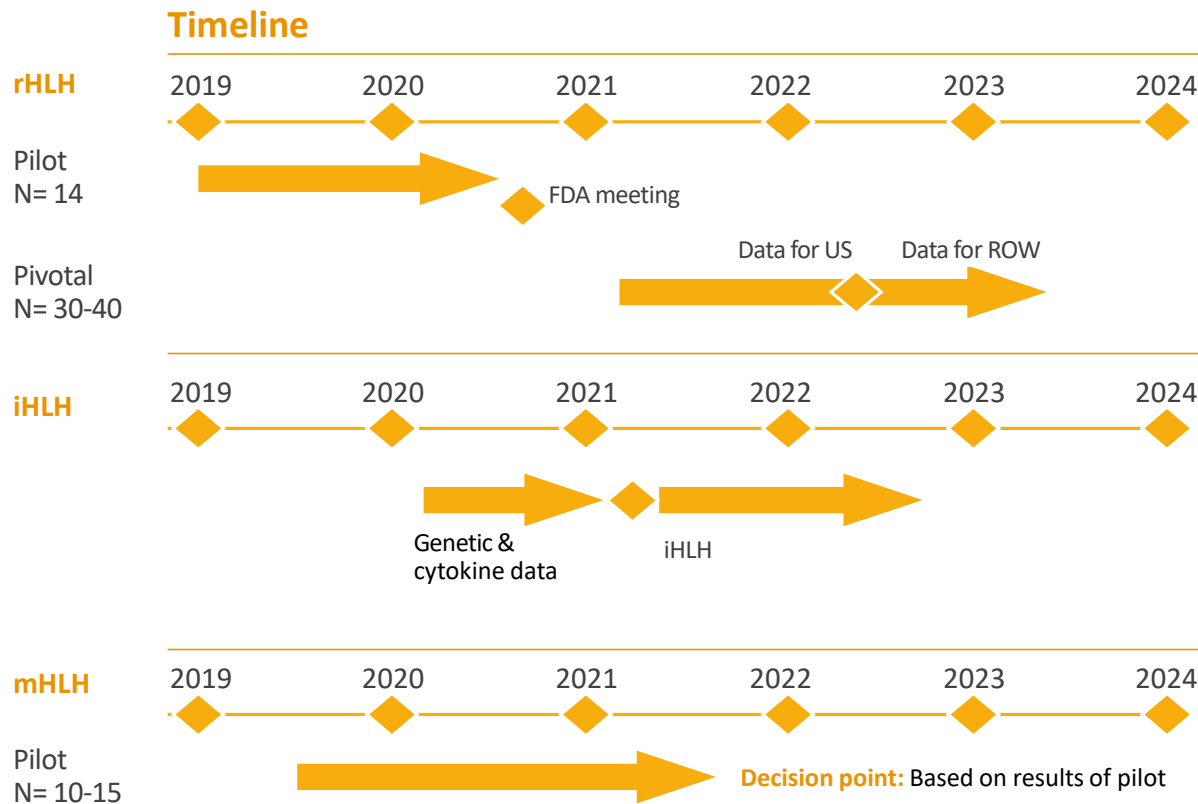 Timeline
rHLH
2019 2020 2021 2022 2023 2024
Pilot
N= 14
FDA meeting
Data for US Data for ROW
Pivotal
N= 30-40
iHLH
2019 2020 2021 2022 2023 2024
Genetic &
cytokine data
iHLH
mHLH
2019 2020 2021 2022 2023 2024
Pilot
N= 10-15
Decision point: Based on results of pilot